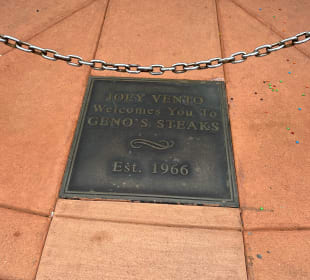 JOEY VENTO
Welcomes You To
GENO'S STEAKS
Est. 1966